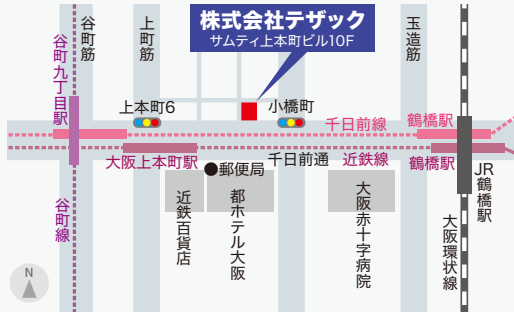 株式会社テザック
サムティ上本町ビル10F
谷町九丁目駅
谷町筋
上町筋
玉造筋
上本町6
小橋町
千日前線
鶴橋駅
大阪上本町駅
千日前通
近鉄線
鶴橋駅
郵便局
JR鶴橋駅
谷町線
近鉄百貨店
都ホテル大阪
大阪赤十字病院
大阪環状線
N